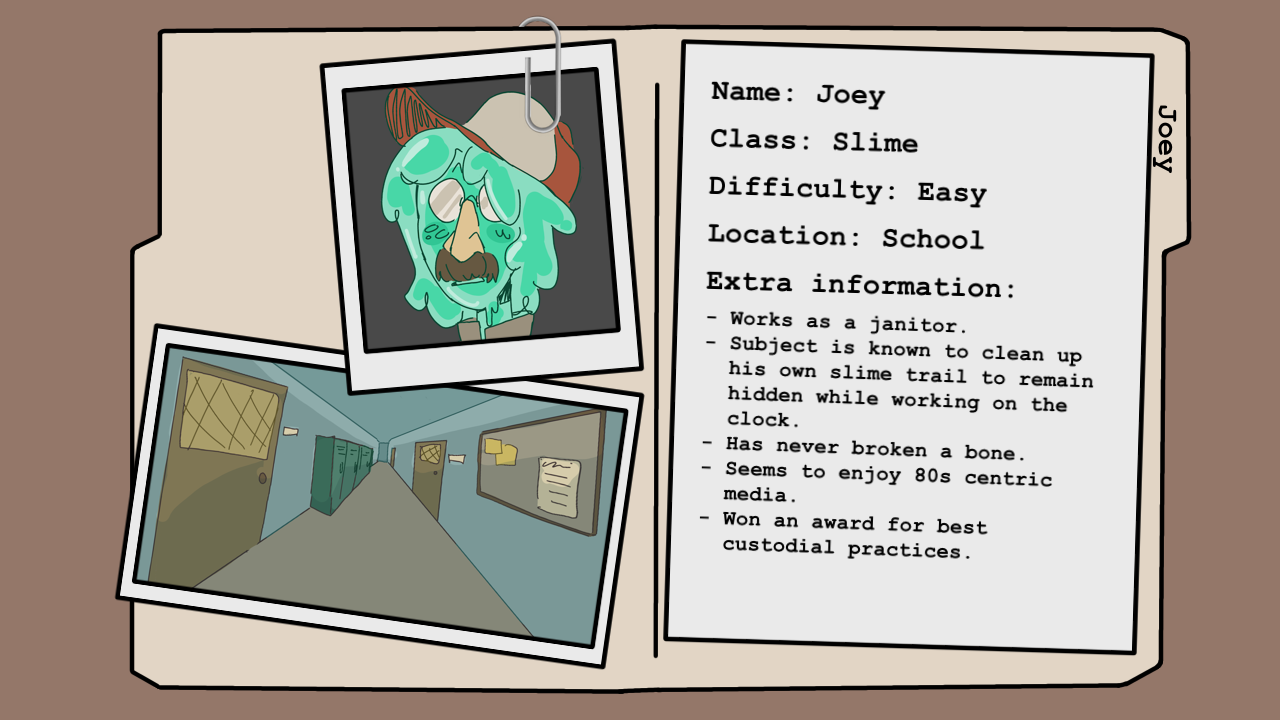 Name: Joey
Class: Slime
Difficulty: Easy
Location: School
Extra information:
- Works as a janitor.
- Subject is known to clean up
his own slime trail to remain
hidden while working on the
clock.
- Has never broken a bone.
- Seems to enjoy 80s centric
media.
- Won an award for best
custodial practices.
Joey